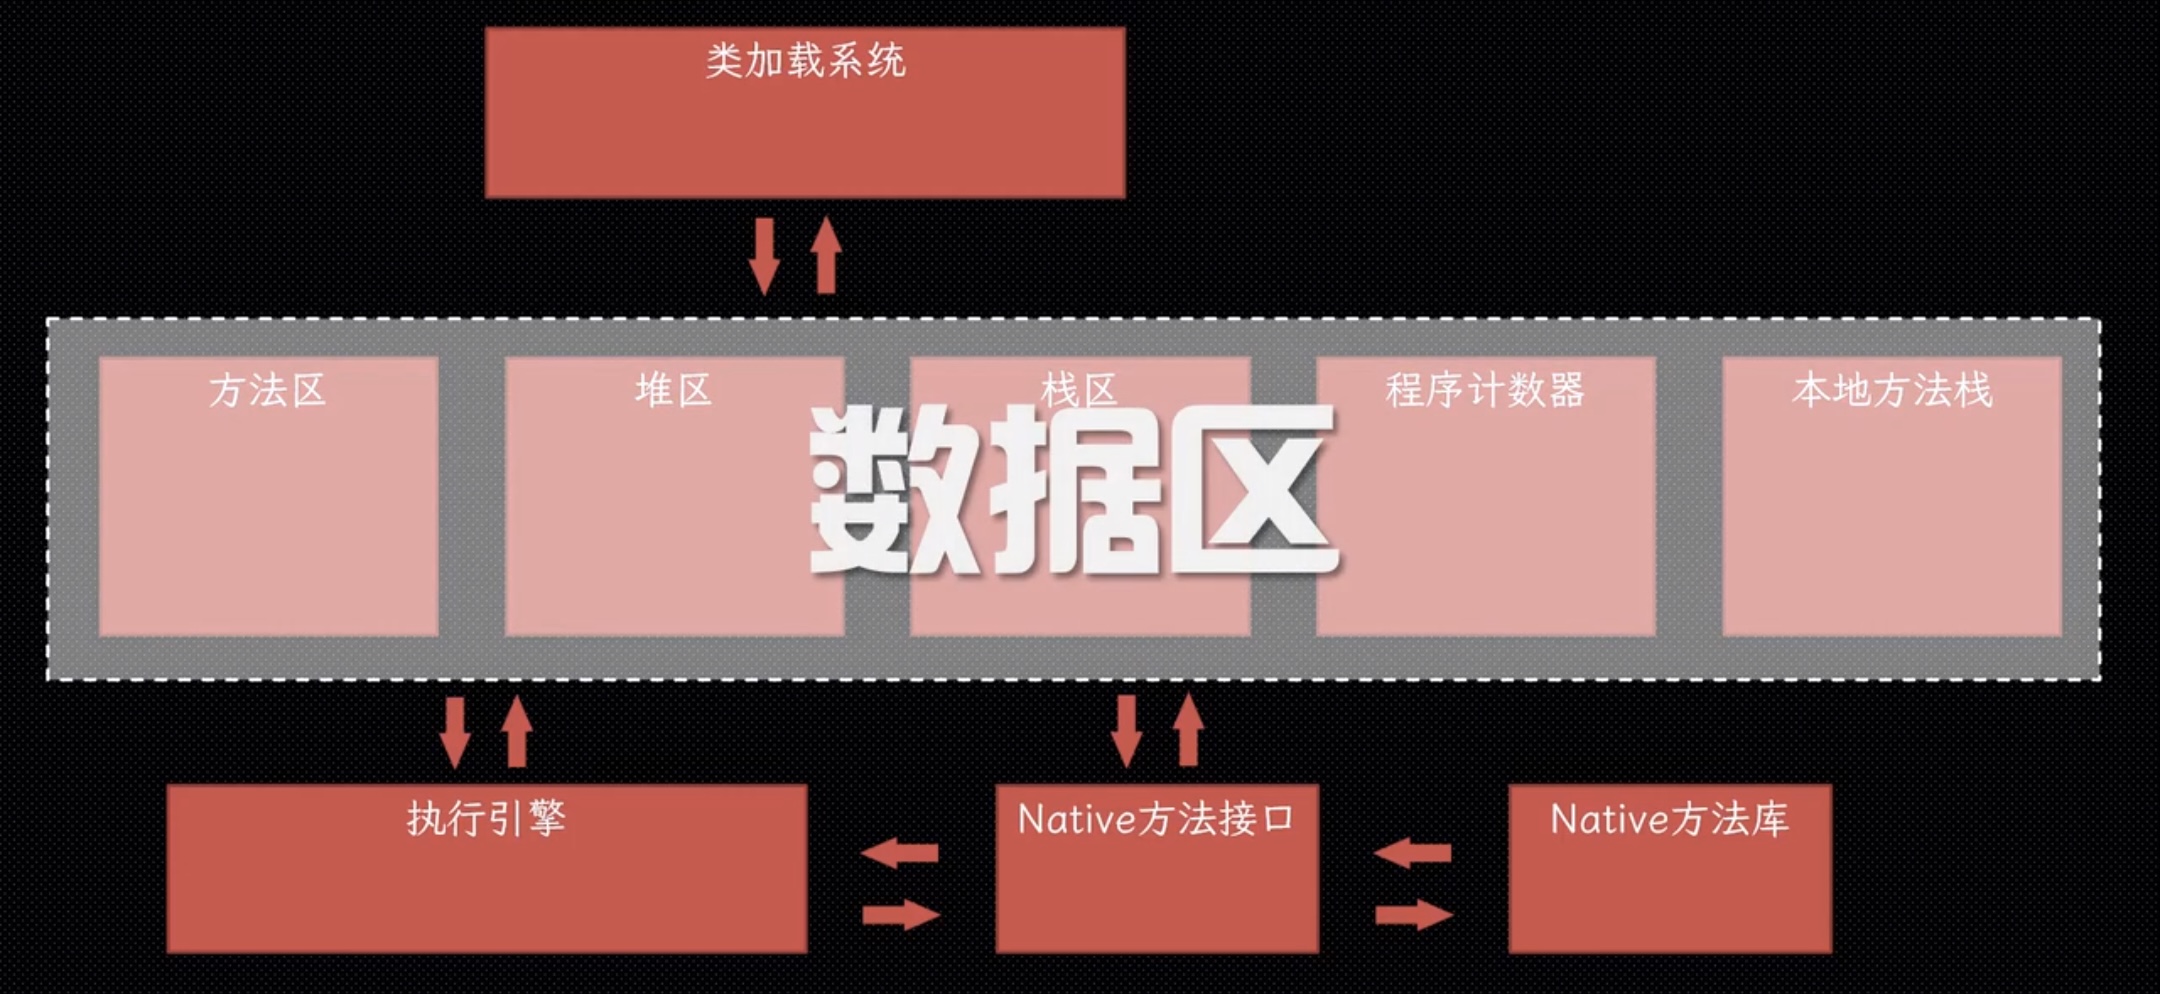 类加载系统
方法区
堆区
栈区
程序计数器
本地方法栈
数据区
执行引擎
Native方法接口
Native方法库